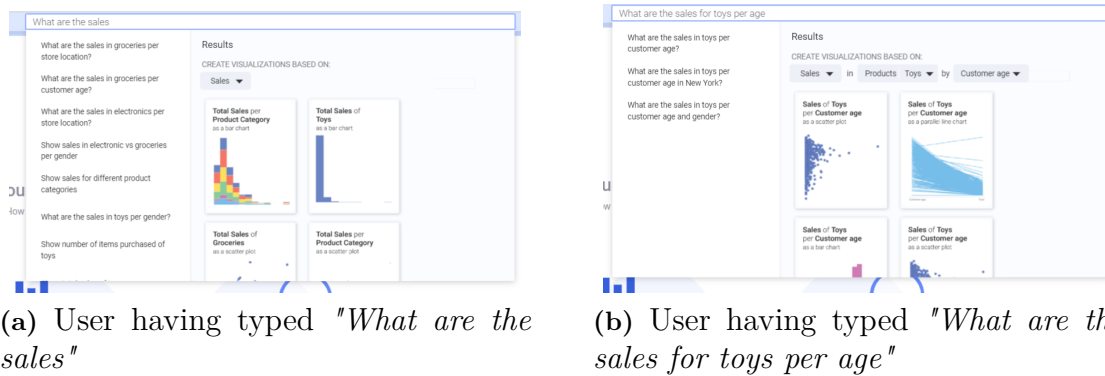 What are the sales
What are the sales in groceries per
store location?
What are the sales in groceries per
customer age?
What are the sales in electronics per
store location?
Show sales in electronic vs groceries
per gender
Show sales for different product
categories
What are the sales in toys per gender?
Show number of items purchased of
toys
Results
CREATE VISUALIZATIONS BASED ON:
Sales
Total Sales per
Product Category
as a bar chart
Total Sales of
Toys
as a bar chart
Total Sales of
Groceries
as a scatter plot
Total Sales per
Product Category
as a scatter plot
(a) User having typed "What are the
sales"
What are the sales for toys per age
What are the sales in toys per
customer age?
What are the sales in toys per
customer age in New York?
What are the sales in toys per
customer age and gender?
Results
CREATE VISUALIZATIONS BASED ON:
Sales in Products Toys by Customer age
Sales of Toys
per Customer age
as a scatter plot
Sales of Toys
per Customer age
as a parallel line chart
Sales of Toys
per Customer age
as a bar chart
Sales of Toys
per Customer age
as a scatter plot
(b) User having typed "What are th
sales for toys per age"